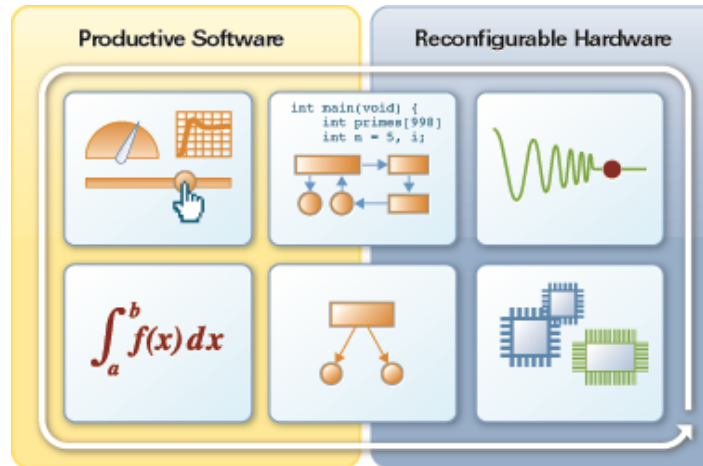 Productive Software
Reconfigurable Hardware
int main(void) {
int primes[998]
int n = 5, i;
∫ₐᵇ f(x) dx